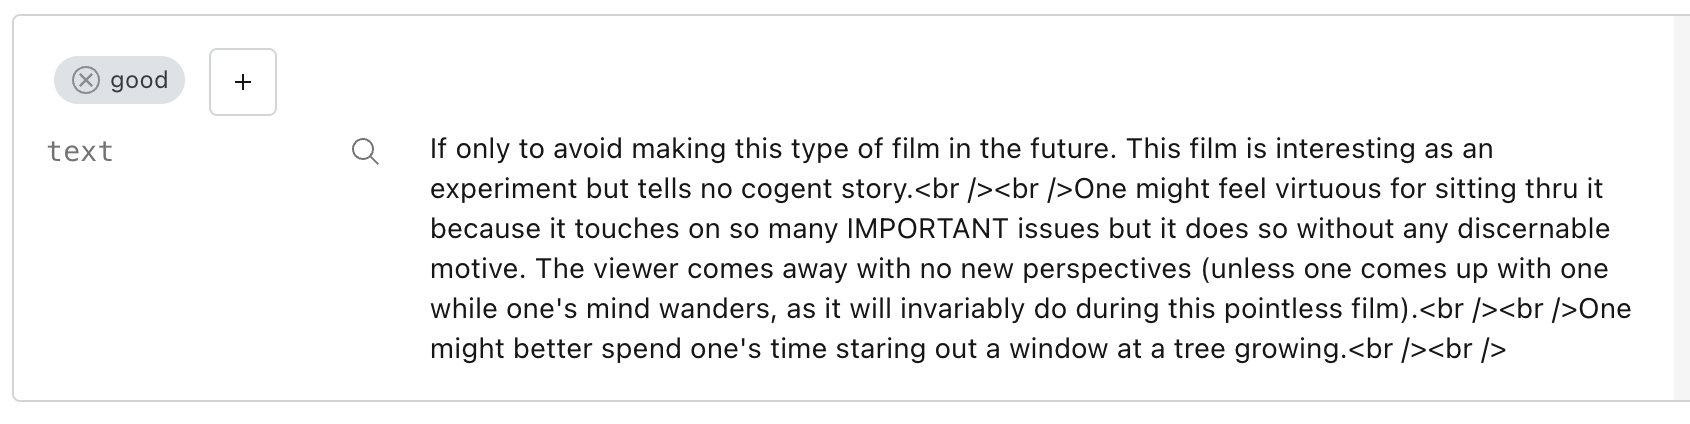 good
+
text
If only to avoid making this type of film in the future. This film is interesting as an
experiment but tells no cogent story.<br /><br />One might feel virtuous for sitting thru it
because it touches on so many IMPORTANT issues but it does so without any discernable
motive. The viewer comes away with no new perspectives (unless one comes up with one
while one's mind wanders, as it will invariably do during this pointless film).<br /><br />One
might better spend one's time staring out a window at a tree growing.<br /><br />